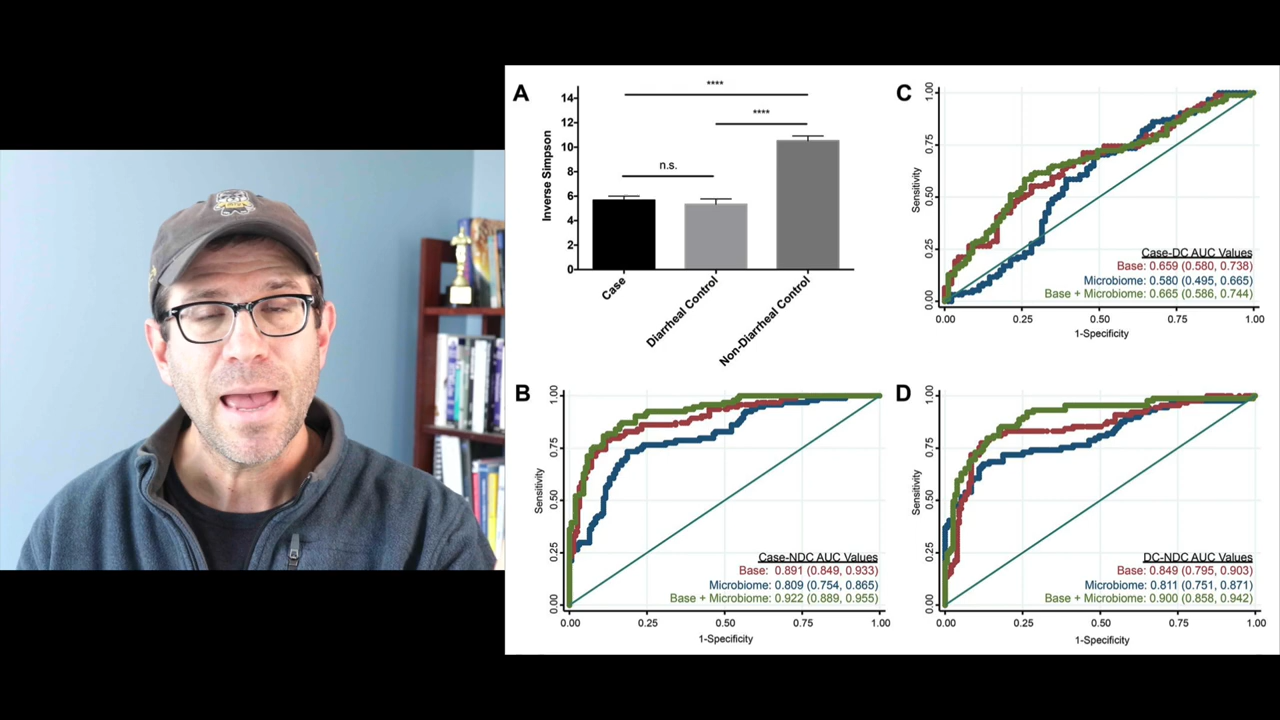 A
****
****
n.s.
Inverse Simpson
14
12
10
8
6
4
2
0
Case
Diarrheal Control
Non-Diarrheal Control
C
Sensitivity
1.00
0.75
0.50
0.25
0.00
Case-DC AUC Values
Base: 0.659 (0.580, 0.738)
Microbiome: 0.580 (0.495, 0.665)
Base + Microbiome: 0.665 (0.586, 0.744)
0.00 0.25 0.50 0.75 1.00
1-Specificity
B
Sensitivity
1.00
0.75
0.50
0.25
0.00
Case-NDC AUC Values
Base: 0.891 (0.849, 0.933)
Microbiome: 0.809 (0.754, 0.865)
Base + Microbiome: 0.922 (0.889, 0.955)
0.00 0.25 0.50 0.75 1.00
1-Specificity
D
Sensitivity
1.00
0.75
0.50
0.25
0.00
DC-NDC AUC Values
Base: 0.849 (0.795, 0.903)
Microbiome: 0.811 (0.751, 0.871)
Base + Microbiome: 0.900 (0.858, 0.942)
0.00 0.25 0.50 0.75 1.00
1-Specificity